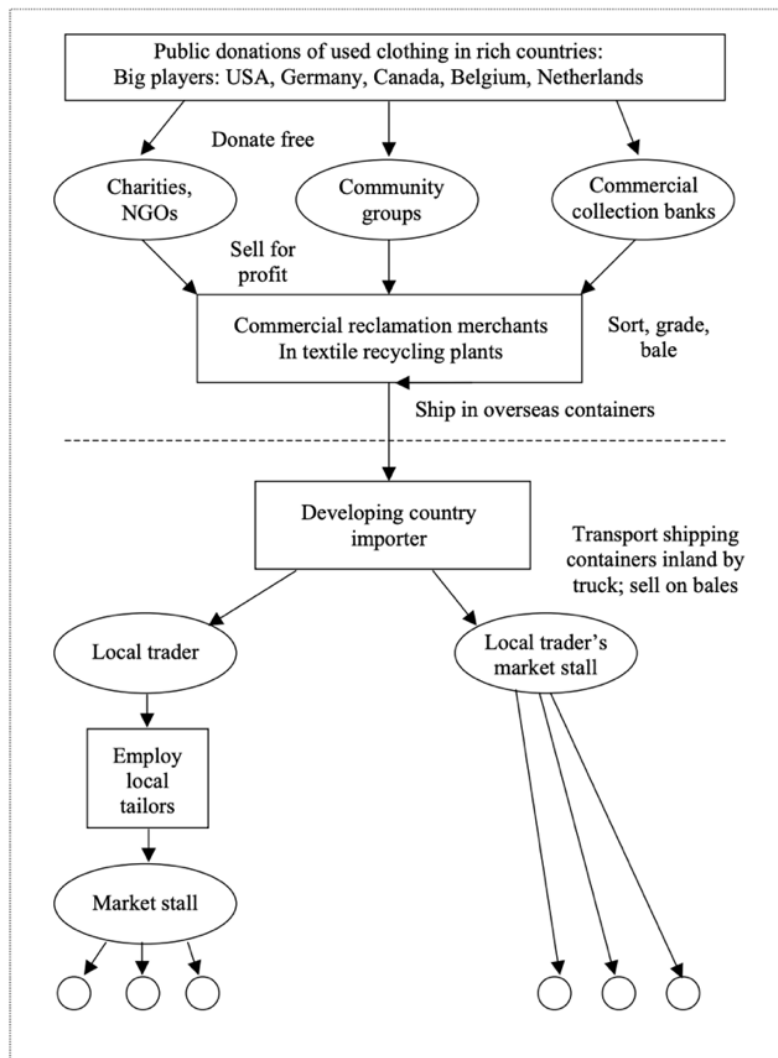 Public donations of used clothing in rich countries:
Big players: USA, Germany, Canada, Belgium, Netherlands
Donate free
Charities,
NGOs
Community
groups
Commercial
collection banks
Sell for
profit
Commercial reclamation merchants
In textile recycling plants
Sort, grade,
bale
Ship in overseas containers
Developing country
importer
Transport shipping
containers inland by
truck; sell on bales
Local trader
Local trader’s
market stall
Employ
local
tailors
Market stall